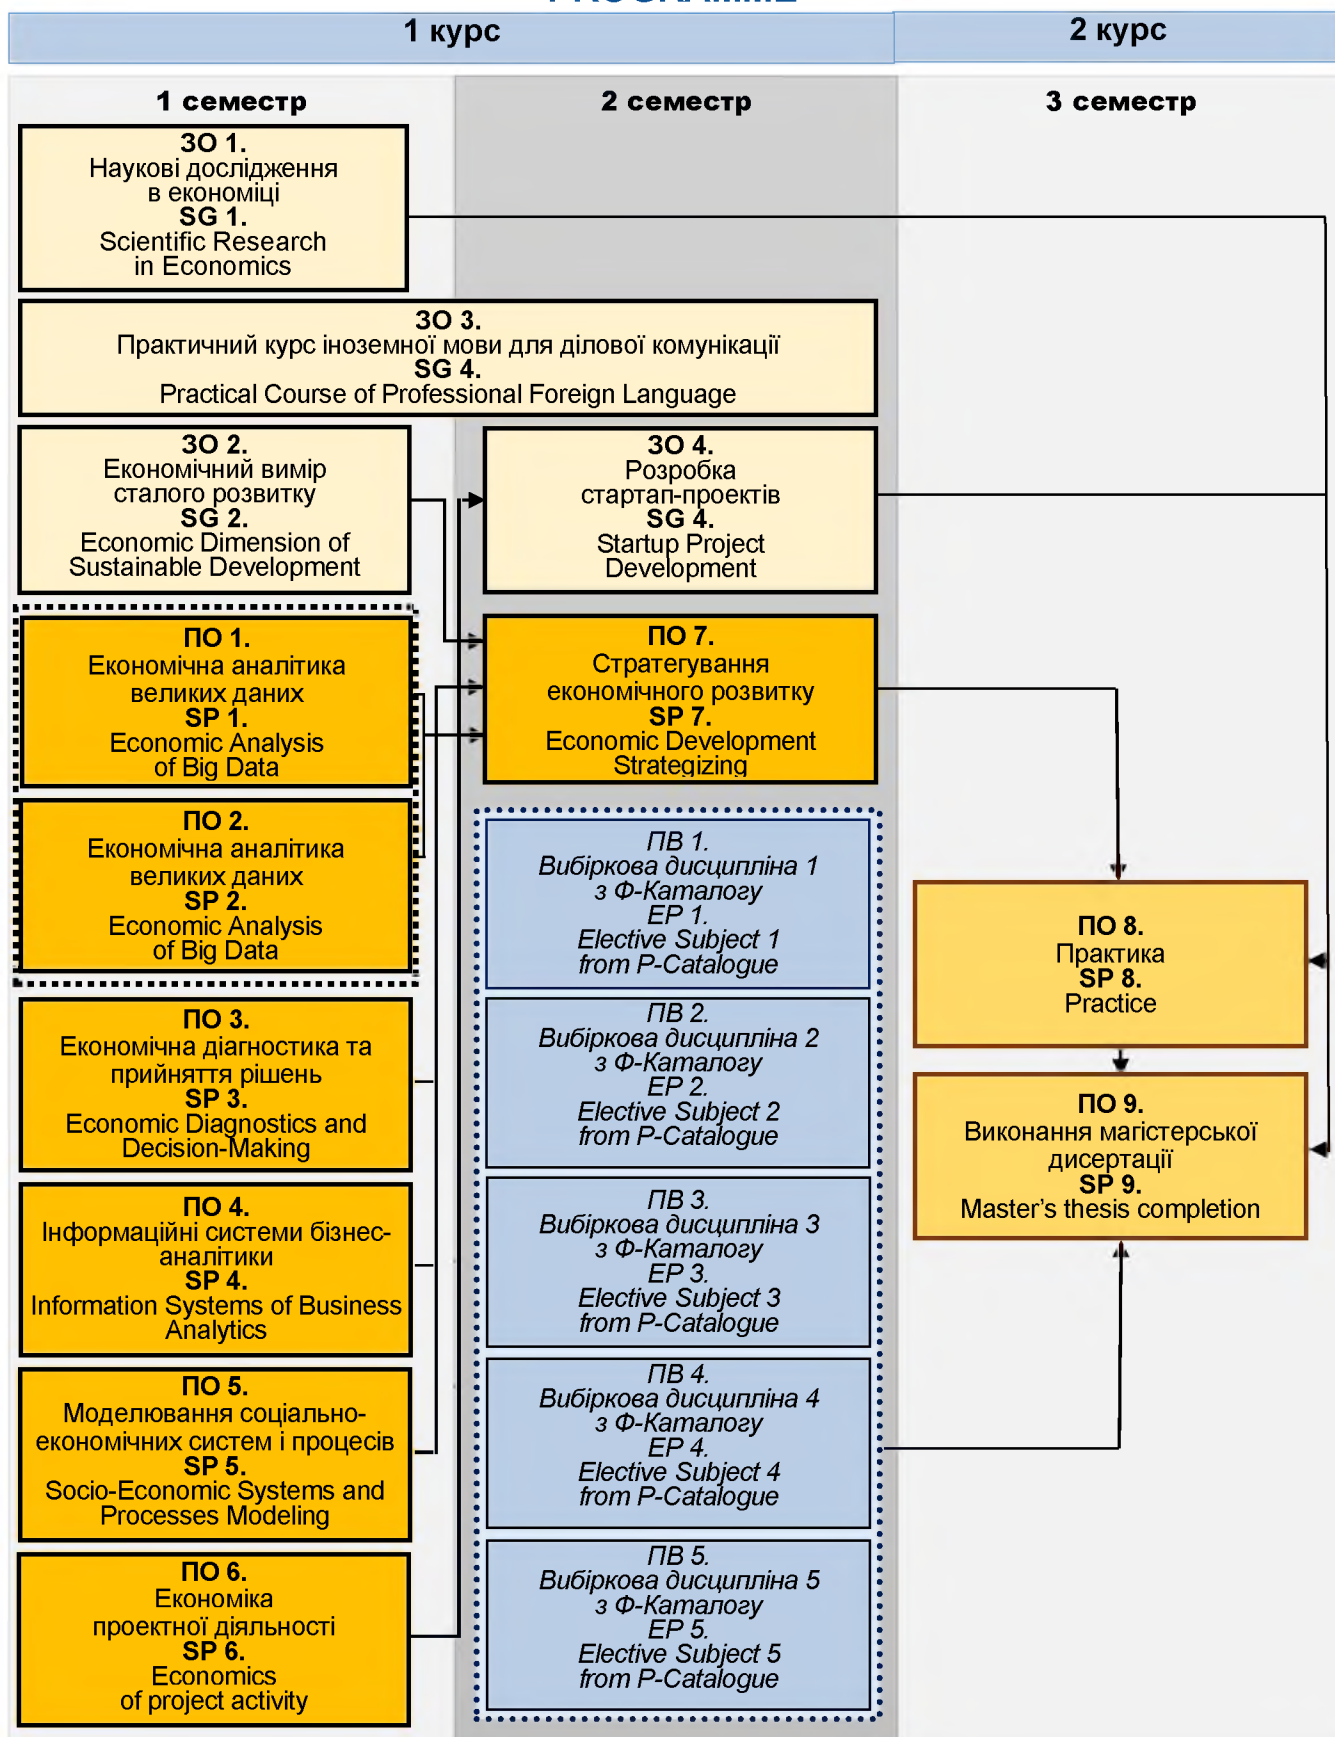 PROGRAMME
1 курс
2 курс
1 семестр
2 семестр
3 семестр
ЗО 1.
Наукові дослідження
в економіці
SG 1.
Scientific Research
in Economics
ЗО 3.
Практичний курс іноземної мови для ділової комунікації
SG 4.
Practical Course of Professional Foreign Language
ЗО 2.
Економічний вимір
сталого розвитку
SG 2.
Economic Dimension of
Sustainable Development
ЗО 4.
Розробка
стартап-проектів
SG 4.
Startup Project
Development
ПО 1.
Економічна аналітика
великих даних
SP 1.
Economic Analysis
of Big Data
ПО 7.
Стратегування
економічного розвитку
SP 7.
Economic Development
Strategizing
ПО 2.
Економічна аналітика
великих даних
SP 2.
Economic Analysis
of Big Data
ПО 3.
Економічна діагностика та
прийняття рішень
SP 3.
Economic Diagnostics and
Decision-Making
ПО 4.
Інформаційні системи бізнес-
аналітики
SP 4.
Information Systems of Business
Analytics
ПО 5.
Моделювання соціально-
економічних систем і процесів
SP 5.
Socio-Economic Systems and
Processes Modeling
ПО 6.
Економіка
проектної діяльності
SP 6.
Economics
of project activity
ПВ 1.
Вибіркова дисципліна 1
з Ф-Каталогу
EP 1.
Elective Subject 1
from P-Catalogue
ПВ 2.
Вибіркова дисципліна 2
з Ф-Каталогу
EP 2.
Elective Subject 2
from P-Catalogue
ПВ 3.
Вибіркова дисципліна 3
з Ф-Каталогу
EP 3.
Elective Subject 3
from P-Catalogue
ПВ 4.
Вибіркова дисципліна 4
з Ф-Каталогу
EP 4.
Elective Subject 4
from P-Catalogue
ПВ 5.
Вибіркова дисципліна 5
з Ф-Каталогу
EP 5.
Elective Subject 5
from P-Catalogue
ПО 8.
Практика
SP 8.
Practice
ПО 9.
Виконання магістерської
дисертації
SP 9.
Master’s thesis completion